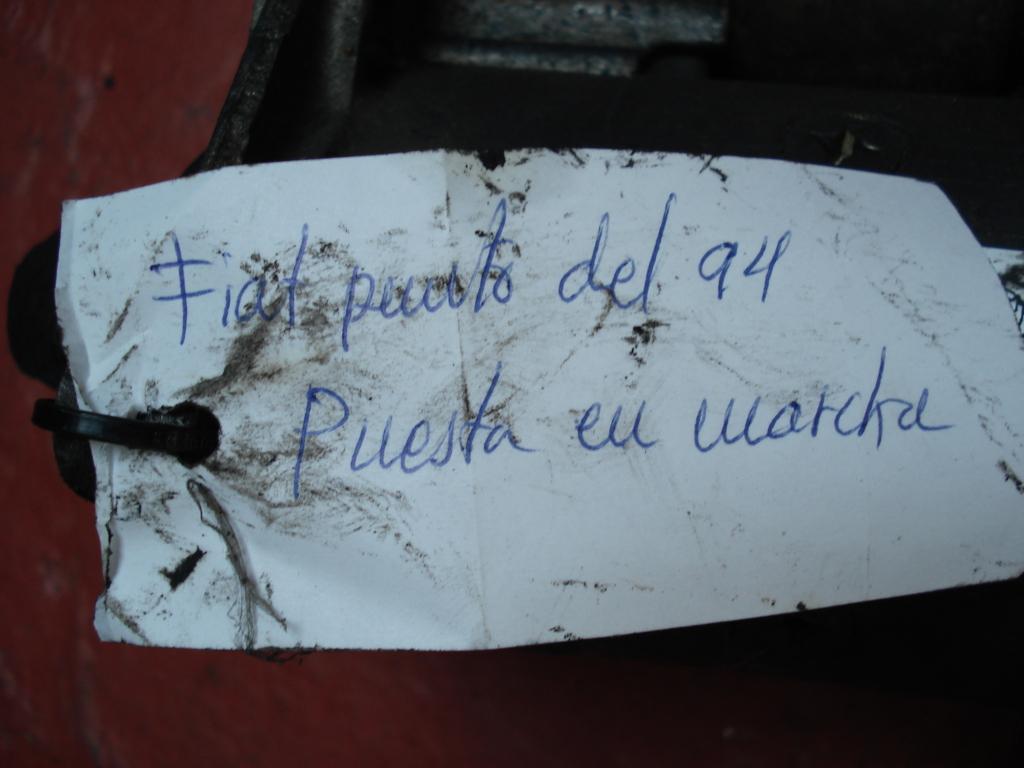 Fiat punto del 94
Puesta en marcha